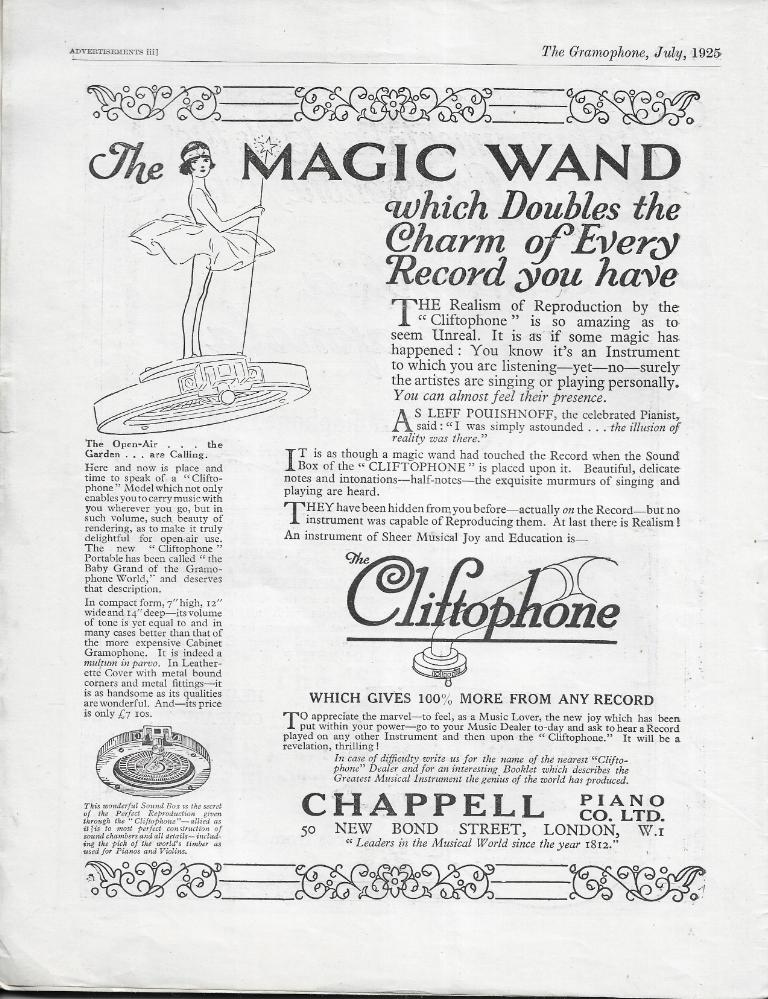 ADVERTISEMENTS iii]
The Gramophone, July, 1925
The MAGIC WAND
which Doubles the
Charm of Every
Record you have
THE Realism of Reproduction by the
“Cliftophone” is so amazing as to
seem Unreal. It is as if some magic has
happened: You know it's an Instrument
to which you are listening—yet—no—surely
the artistes are singing or playing personally.
You can almost feel their presence.
AS LEFF POUISHNOFF, the celebrated Pianist,
said: “I was simply astounded . . . the illusion of
reality was there.”
IT is as though a magic wand had touched the Record when the Sound
Box of the “CLIFTOPHONE” is placed upon it. Beautiful, delicate
notes and intonations—half-notes—the exquisite murmurs of singing and
playing are heard.
THEY have been hidden from you before—actually on the Record—but no
instrument was capable of Reproducing them. At last there is Realism!
An instrument of Sheer Musical Joy and Education is—
The Open-Air . . . the
Garden . . . are Calling.
Here and now is place and
time to speak of a “Clifto-
phone” Model which not only
enables you to carry music with
you wherever you go, but in
such volume, such beauty of
rendering, as to make it truly
delightful for open-air use.
The new “Cliftophone”
Portable has been called “the
Baby Grand of the Gramo-
phone World,” and deserves
that description.
In compact form, 7" high, 12"
wide and 14" deep—its volume
of tone is yet equal to and in
many cases better than that of
the more expensive Cabinet
Gramophone. It is indeed a
multum in parvo. In Leather-
ette Cover with metal bound
corners and metal fittings—it
is as handsome as its qualities
are wonderful. And—its price
is only £7 10s.
This wonderful Sound Box is the secret
of the Perfect Reproduction given
through the “Cliftophone”—allied as
it is to most perfect construction of
sound chambers and all details—includ-
ing the pick of the world's timber as
used for Pianos and Violins.
The
Cliftophone
WHICH GIVES 100% MORE FROM ANY RECORD
TO appreciate the marvel—to feel, as a Music Lover, the new joy which has been
put within your power—go to your Music Dealer to-day and ask to hear a Record
played on any other Instrument and then upon the “Cliftophone.” It will be a
revelation, thrilling!
In case of difficulty write us for the name of the nearest “Clifto-
phone” Dealer and for an interesting Booklet which describes the
Greatest Musical Instrument the genius of the world has produced.
CHAPPELL PIANO CO. LTD.
50 NEW BOND STREET, LONDON, W.1
“Leaders in the Musical World since the year 1812.”